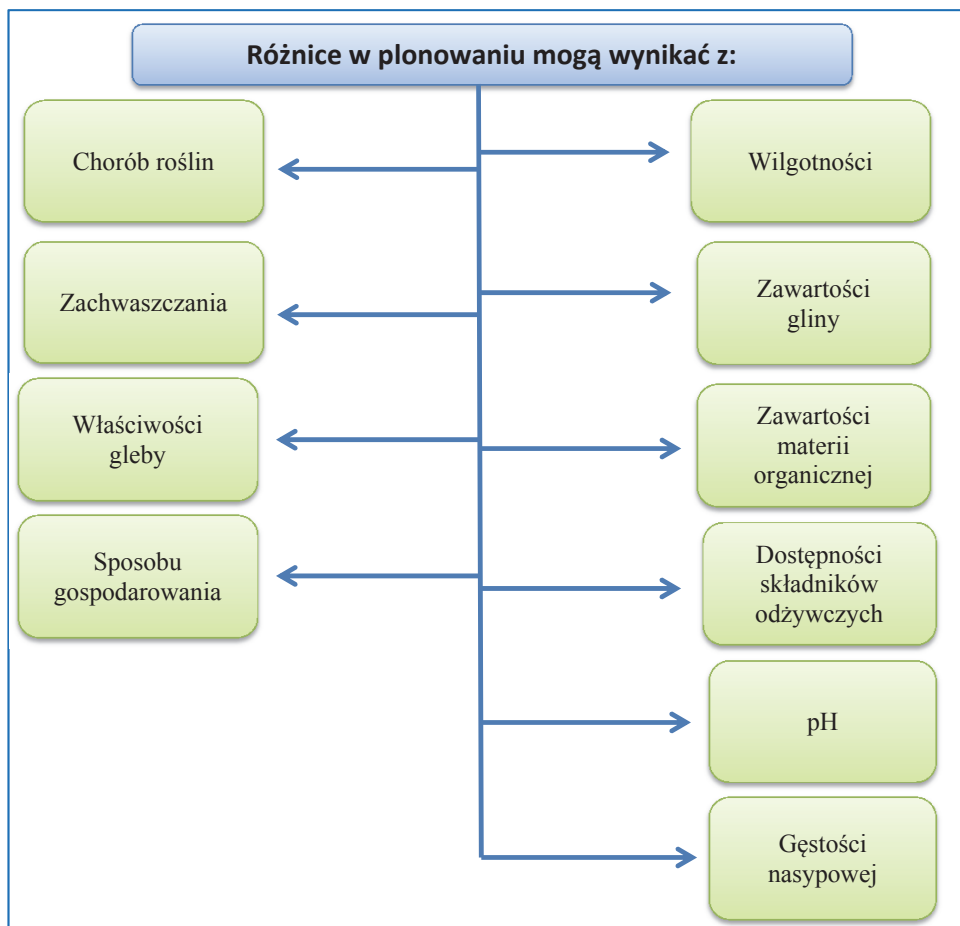 Różnice w plonowaniu mogą wynikać z:
Chorób roślin
Zachwaszczania
Właściwości
gleby
Sposobu
gospodarowania
Wilgotności
Zawartości
gliny
Zawartości
materii
organicznej
Dostępności
składników
odżywczych
pH
Gęstości
nasypowej